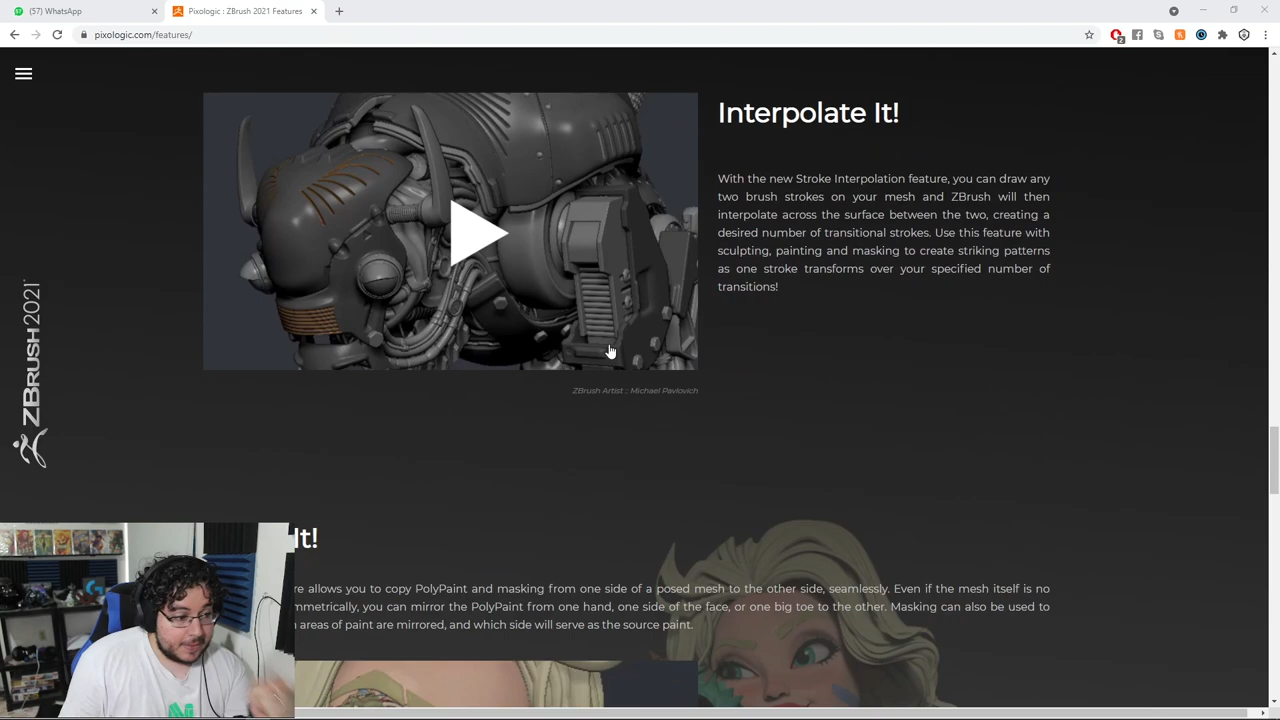 (57) WhatsApp
Pixologic : ZBrush 2021 Features
pixologic.com/features/
2
Interpolate It!
With the new Stroke Interpolation feature, you can draw any
two brush strokes on your mesh and ZBrush will then
interpolate across the surface between the two, creating a
desired number of transitional strokes. Use this feature with
sculpting, painting and masking to create striking patterns
as one stroke transforms over your specified number of
transitions!
ZBRUSH2021
ZBrush Artist :: Michael Pavlovich
It!
re allows you to copy PolyPaint and masking from one side of a posed mesh to the other side, seamlessly. Even if the mesh itself is no
mmetrically, you can mirror the PolyPaint from one hand, one side of the face, or one big toe to the other. Masking can also be used to
areas of paint are mirrored, and which side will serve as the source paint.